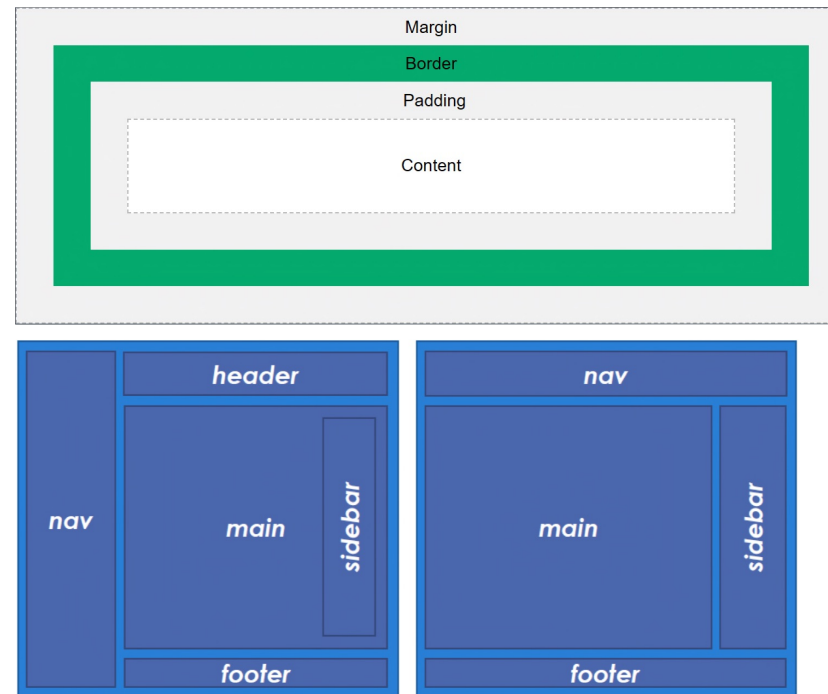 Margin
Border
Padding
Content
header
nav
main
sidebar
footer
nav
main
sidebar
footer